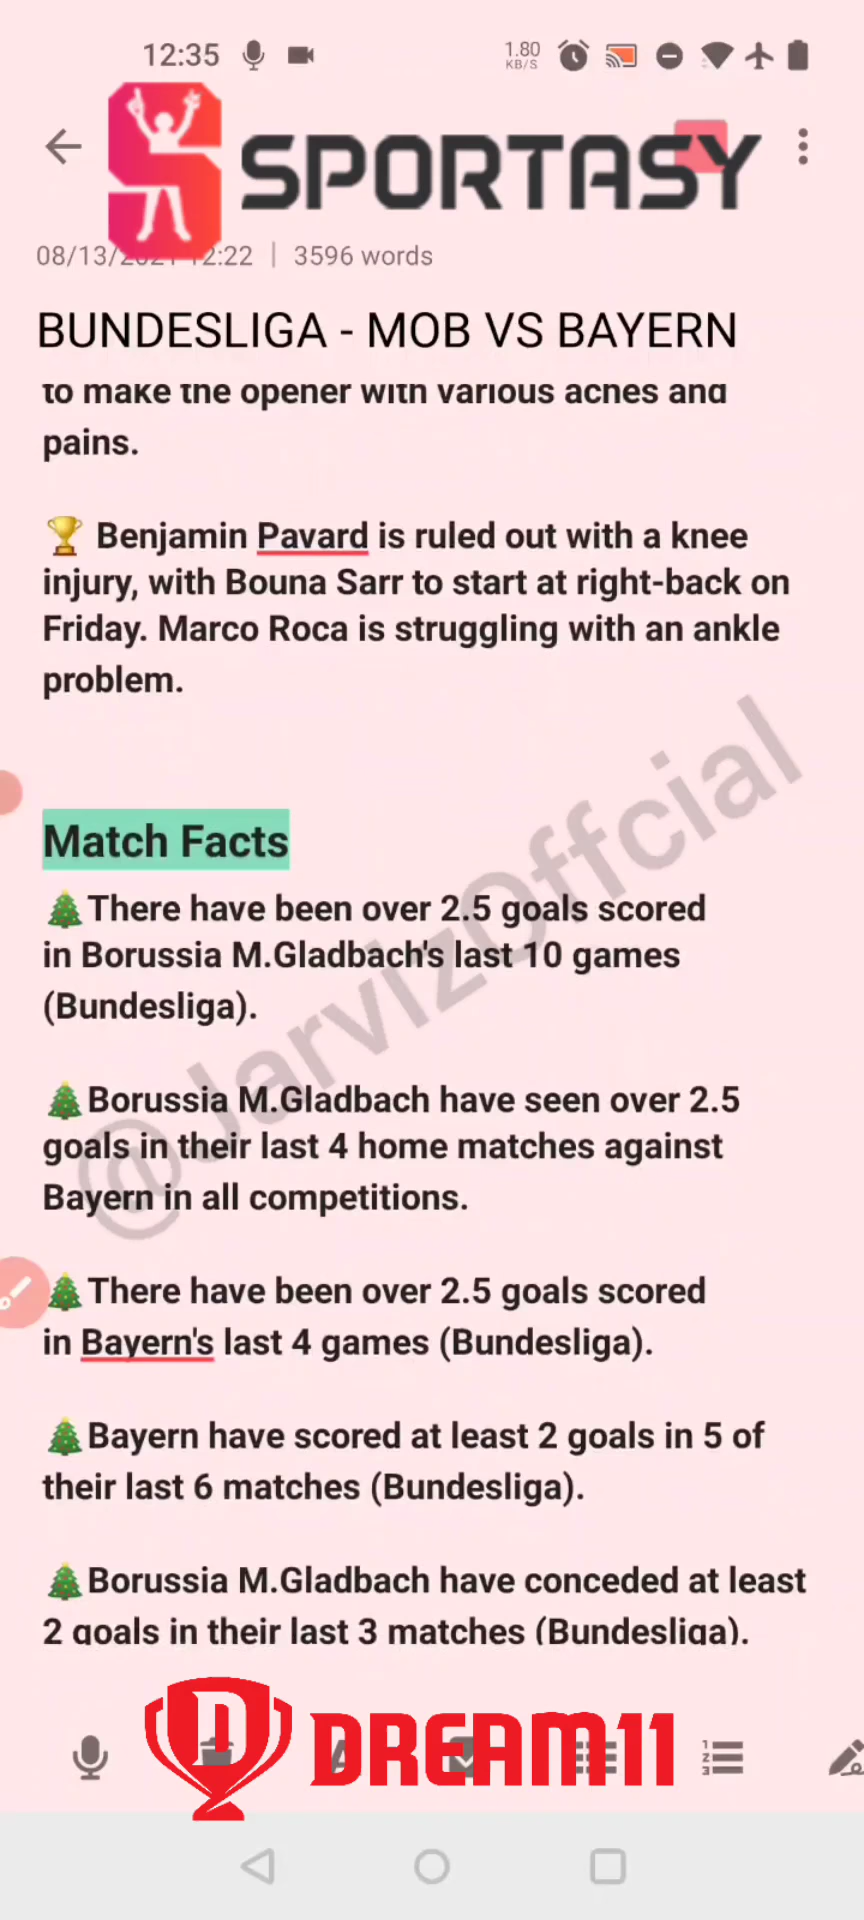 12:35
1.80
KB/S
SPORTASY
08/13/2021 12:22 | 3596 words
BUNDESLIGA - MOB VS BAYERN
to make the opener with various aches and
pains.
🏆 Benjamin Pavard is ruled out with a knee
injury, with Bouna Sarr to start at right-back on
Friday. Marco Roca is struggling with an ankle
problem.
Match Facts
🎄There have been over 2.5 goals scored
in Borussia M.Gladbach's last 10 games
(Bundesliga).
🎄Borussia M.Gladbach have seen over 2.5
goals in their last 4 home matches against
Bayern in all competitions.
🎄There have been over 2.5 goals scored
in Bayern's last 4 games (Bundesliga).
🎄Bayern have scored at least 2 goals in 5 of
their last 6 matches (Bundesliga).
🎄Borussia M.Gladbach have conceded at least
2 goals in their last 3 matches (Bundesliga).
@JarvizOffcial
D DREAM11